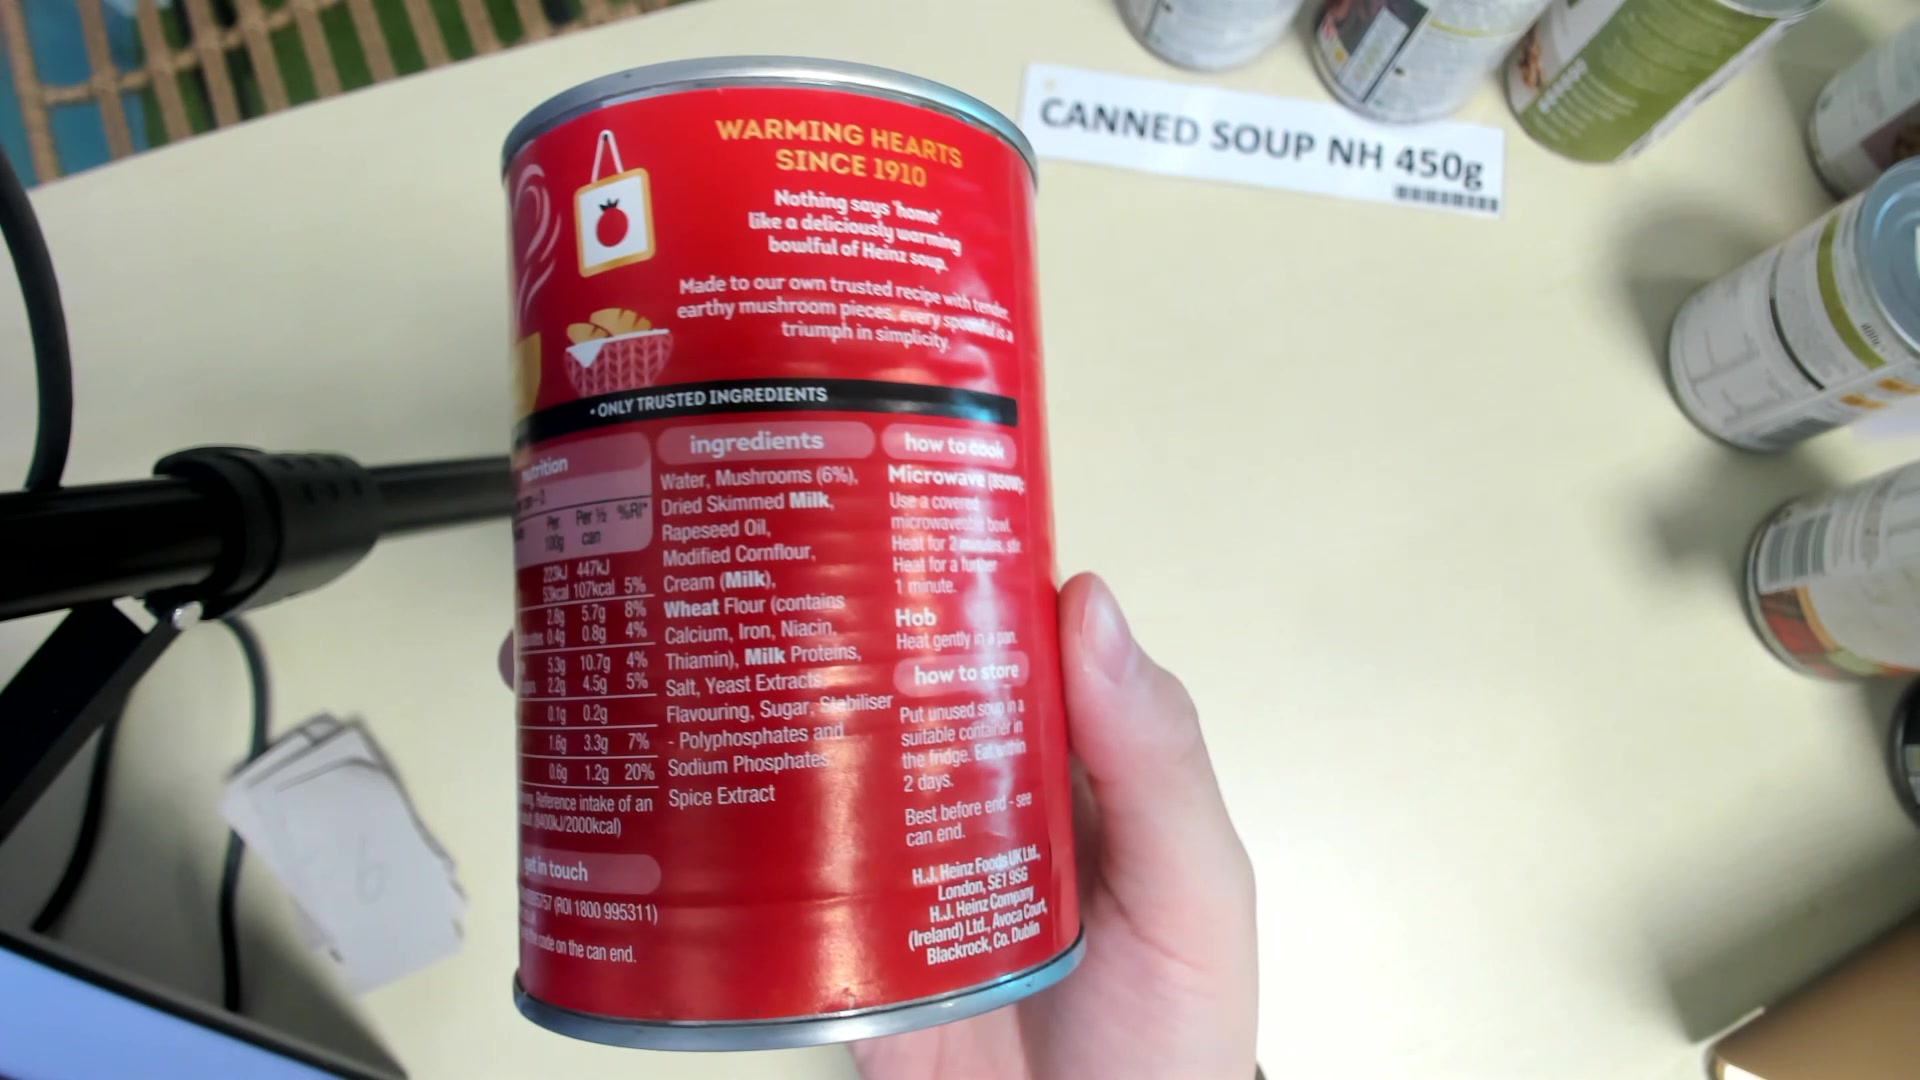 WARMING HEARTS
SINCE 1910
Nothing says 'home'
like a deliciously warming
bowlful of Heinz soup.
Made to our own trusted recipe with tender,
earthy mushroom pieces, every spoonful is a
triumph in simplicity.
• ONLY TRUSTED INGREDIENTS
nutrition
Per
100g
Per ½
can
%RI*
223kJ 447kJ
53kcal 107kcal 5%
2.8g 5.7g 8%
0.4g 0.8g 4%
5.3g 10.7g 4%
2.2g 4.5g 5%
0.1g 0.2g
1.6g 3.3g 7%
0.6g 1.2g 20%
Reference intake of an
(8400kJ/2000kcal)
get in touch
(ROI 1800 995311)
code on the can end.
ingredients
Water, Mushrooms (6%),
Dried Skimmed Milk,
Rapeseed Oil,
Modified Cornflour,
Cream (Milk),
Wheat Flour (contains
Calcium, Iron, Niacin,
Thiamin), Milk Proteins,
Salt, Yeast Extracts,
Flavouring, Sugar, Stabiliser
- Polyphosphates and
Sodium Phosphates,
Spice Extract
how to cook
Microwave (850W):
Use a covered
microwaveable bowl.
Heat for 2 minutes, stir.
Heat for a further
1 minute.
Hob
Heat gently in a pan.
how to store
Put unused soup in a
suitable container in
the fridge. Eat within
2 days.
Best before end - see
can end.
H.J. Heinz Foods UK Ltd.,
London, SE1 9SG
H.J. Heinz Company
(Ireland) Ltd., Avoca Court,
Blackrock, Co. Dublin
CANNED SOUP NH 450g